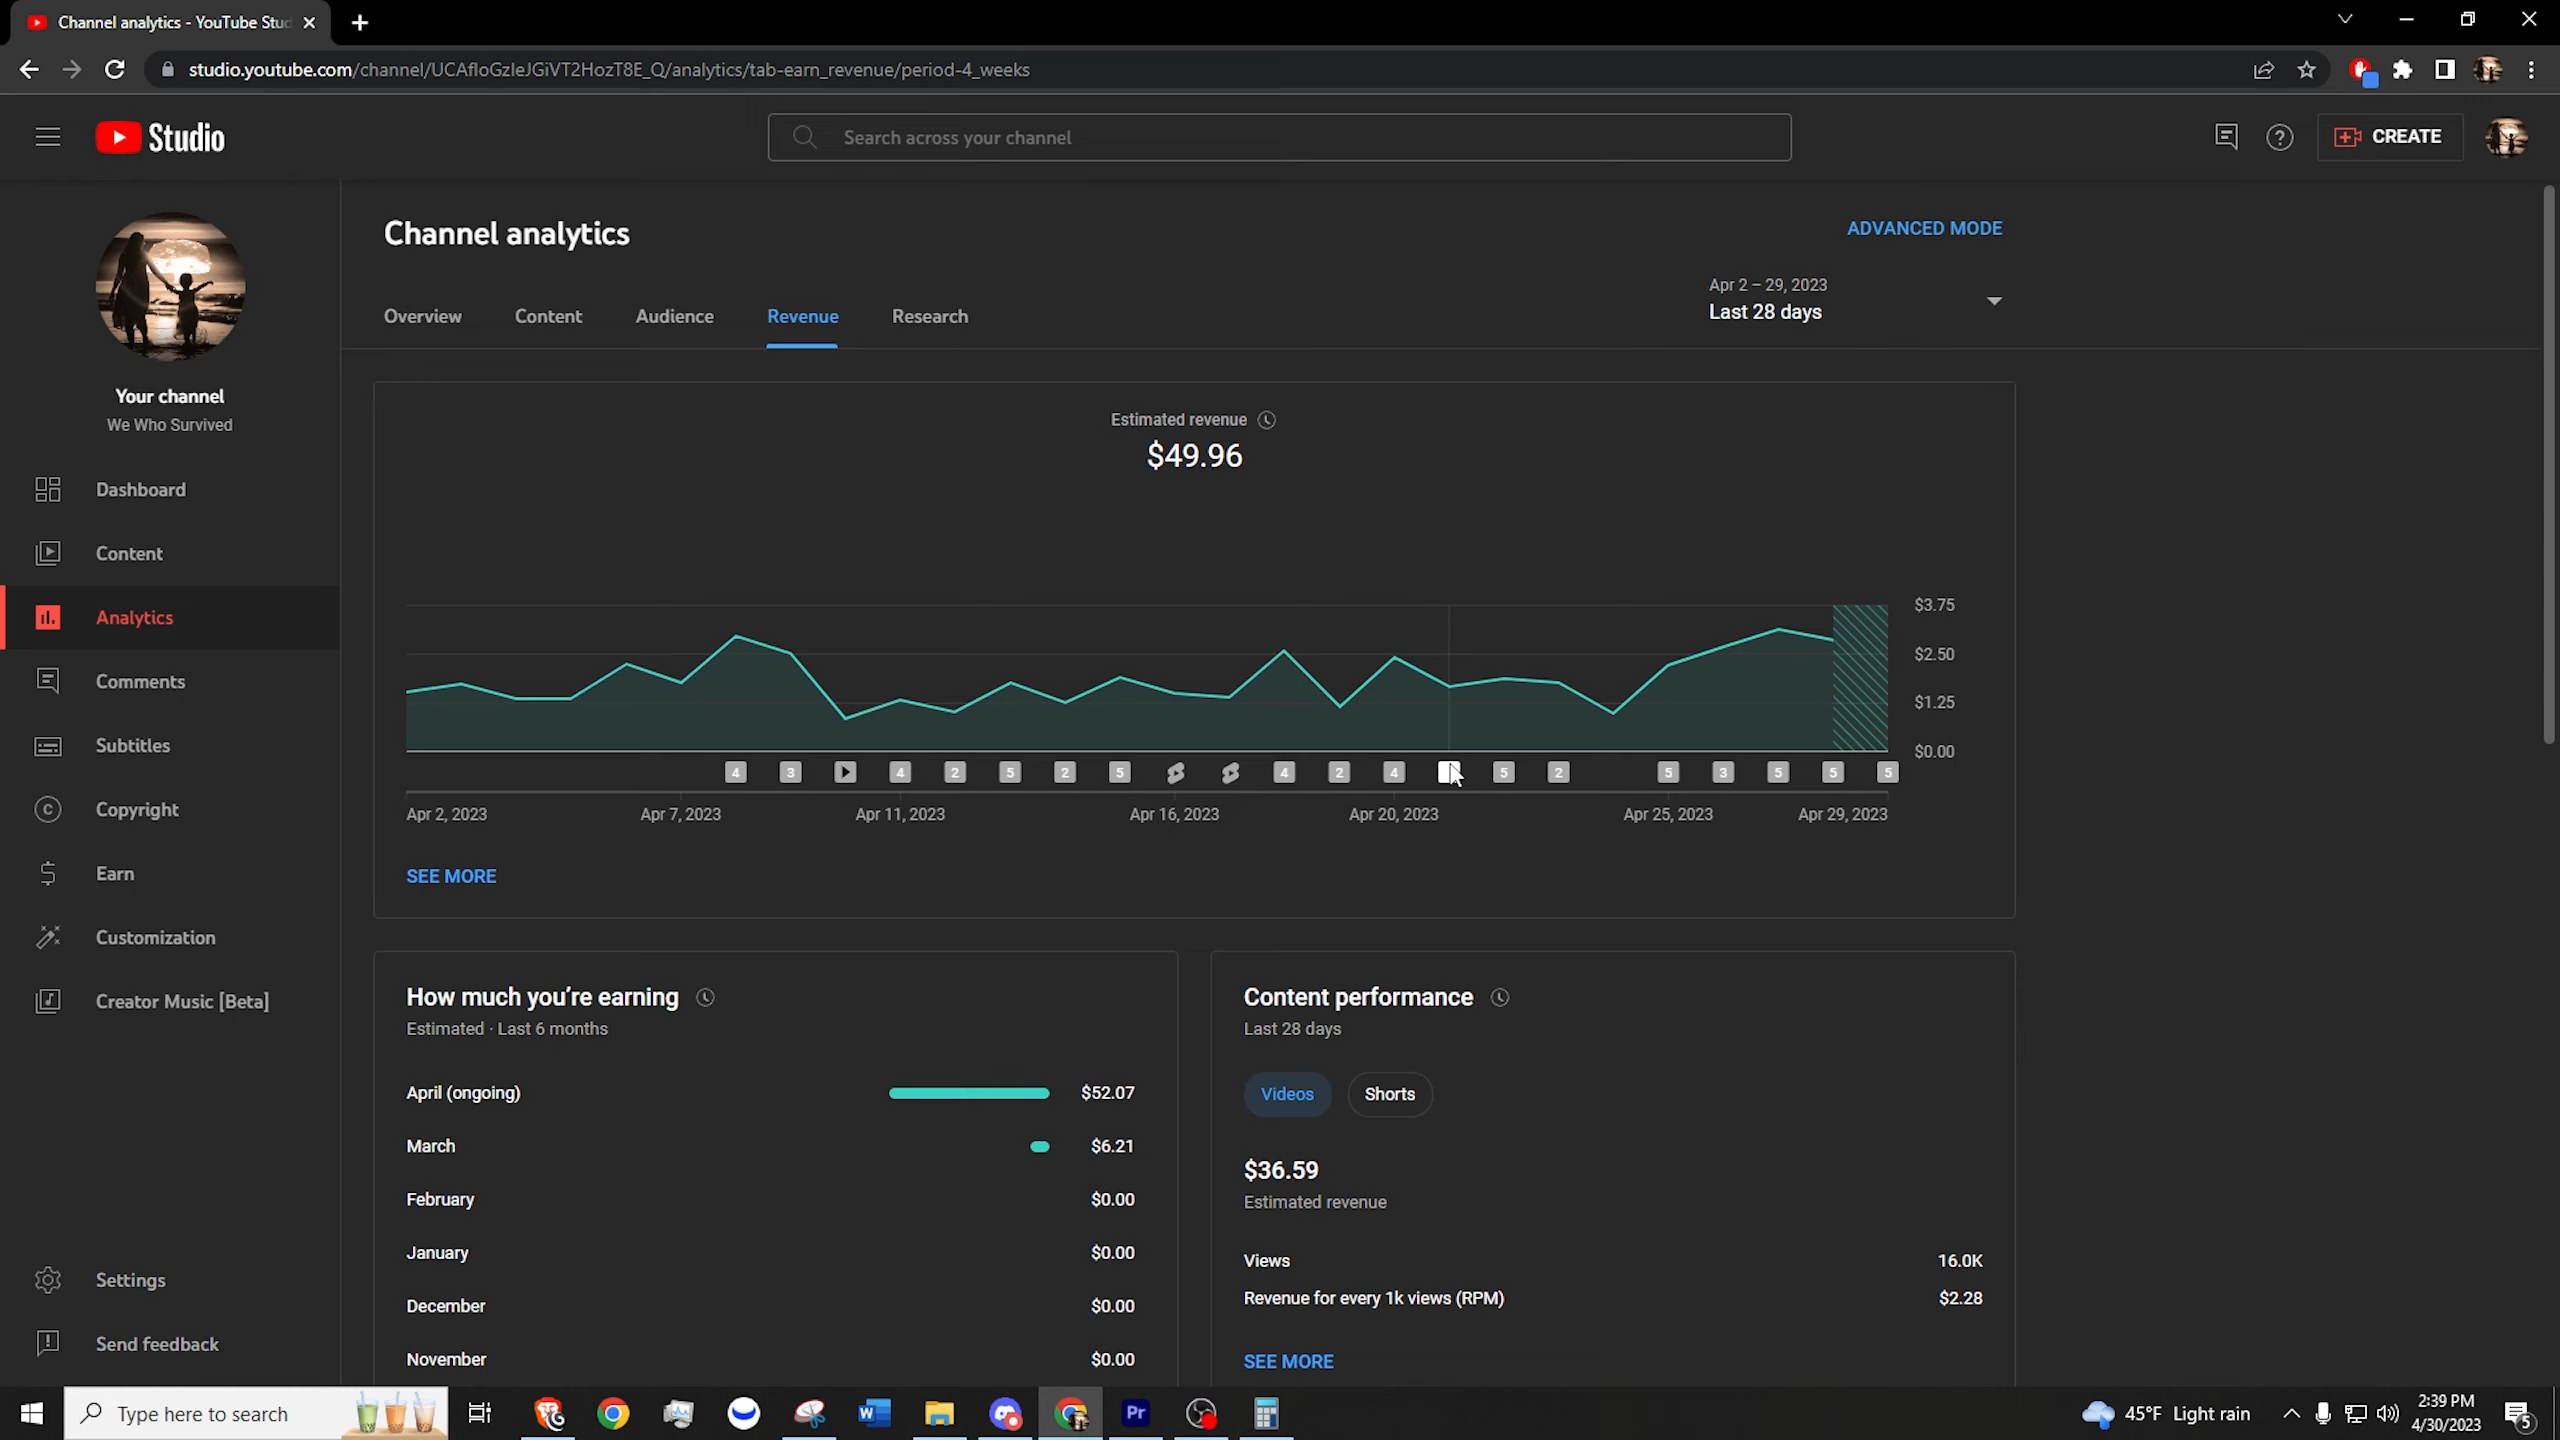 Channel analytics - YouTube Stud
studio.youtube.com/channel/UCAfloGzleJGiVT2HozT8E_Q/analytics/tab-earn_revenue/period-4_weeks
Studio
Search across your channel
CREATE
Your channel
We Who Survived
Dashboard
Content
Analytics
Comments
Subtitles
Copyright
Earn
Customization
Creator Music [Beta]
Settings
Send feedback
Channel analytics
ADVANCED MODE
Overview
Content
Audience
Revenue
Research
Apr 2 – 29, 2023
Last 28 days
Estimated revenue
$49.96
$3.75
$2.50
$1.25
$0.00
4 3 4 2 5 2 5 4 2 4 5 2 5 3 5 5 5
Apr 2, 2023
Apr 7, 2023
Apr 11, 2023
Apr 16, 2023
Apr 20, 2023
Apr 25, 2023
Apr 29, 2023
SEE MORE
How much you’re earning
Estimated · Last 6 months
April (ongoing) $52.07
March $6.21
February $0.00
January $0.00
December $0.00
November $0.00
Content performance
Last 28 days
Videos
Shorts
$36.59
Estimated revenue
Views 16.0K
Revenue for every 1k views (RPM) $2.28
SEE MORE
Type here to search
W
Pr
45°F Light rain
2:39 PM
4/30/2023
5